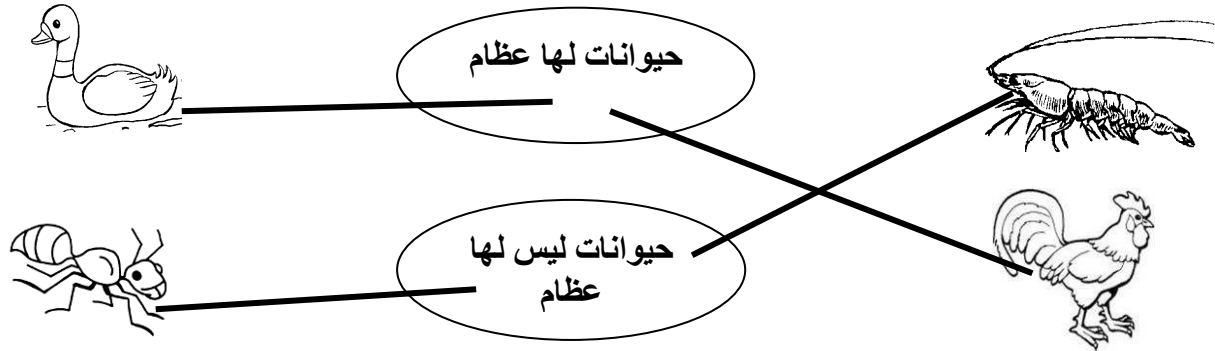 حيوانات لها عظام
حيوانات ليس لها
عظام